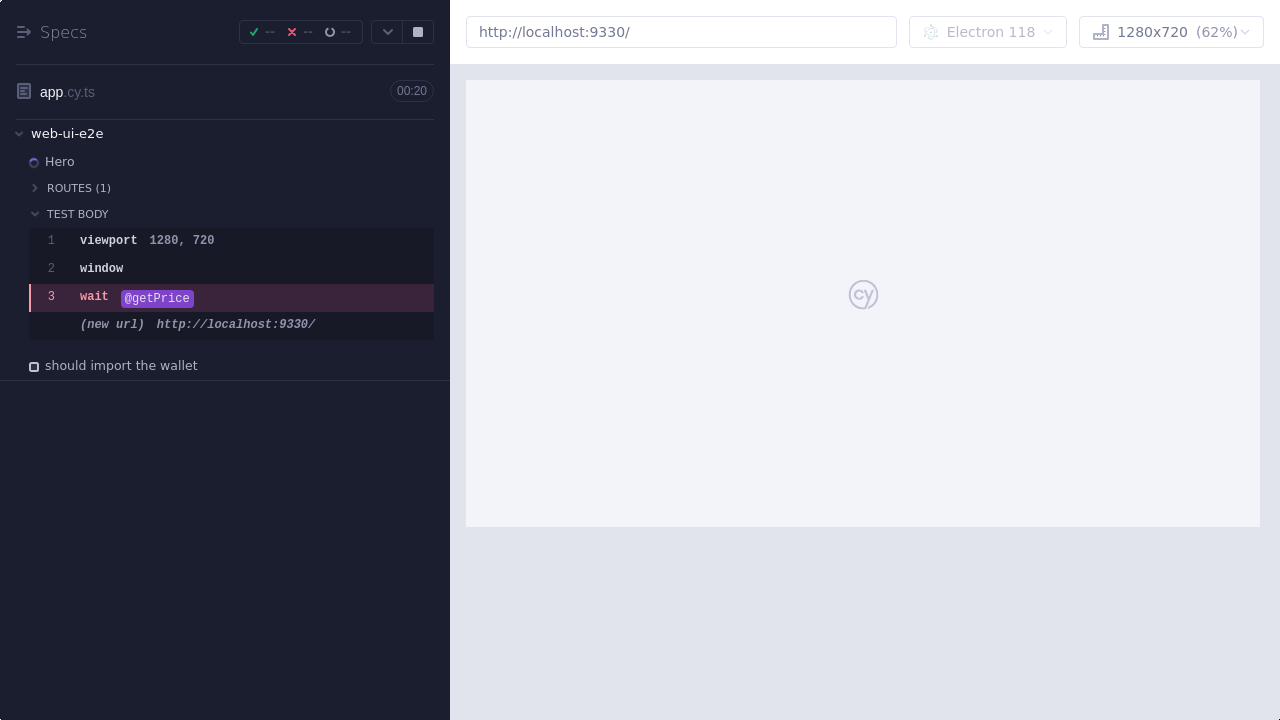 Specs
-- -- --
app.cy.ts
00:20
web-ui-e2e
Hero
ROUTES (1)
TEST BODY
1 viewport 1280, 720
2 window
3 wait @getPrice
(new url) http://localhost:9330/
should import the wallet
http://localhost:9330/
Electron 118
1280x720 (62%)
cy